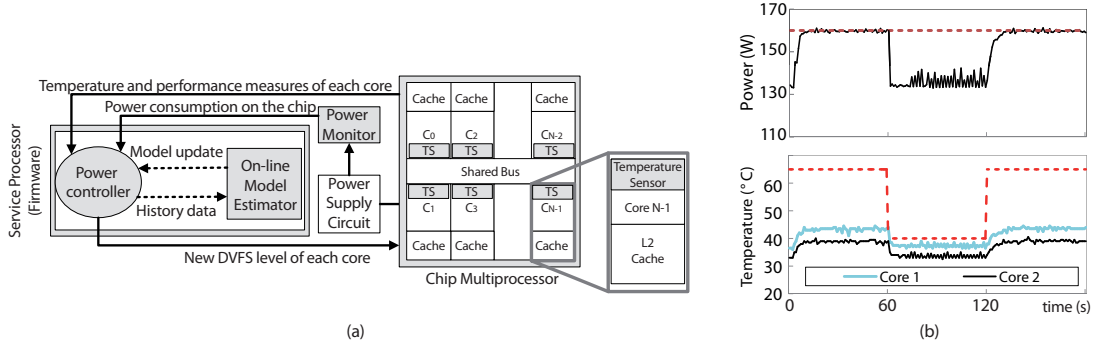 Temperature and performance measures of each core
Power consumption on the chip
Power
Monitor
Service Processor
(Firmware)
Power
controller
Model update
History data
On-line
Model
Estimator
Power
Supply
Circuit
New DVFS level of each core
Cache Cache Cache
C0 C2 CN-2
TS TS TS
Shared Bus
TS TS TS
C1 C3 CN-1
Cache Cache Cache
Chip Multiprocessor
Temperature
Sensor
Core N-1
L2
Cache
(a)
Power (W)
170
150
130
110
Temperature (° C)
60
50
40
30
20
Core 1 Core 2
0 60 120 time (s)
(b)